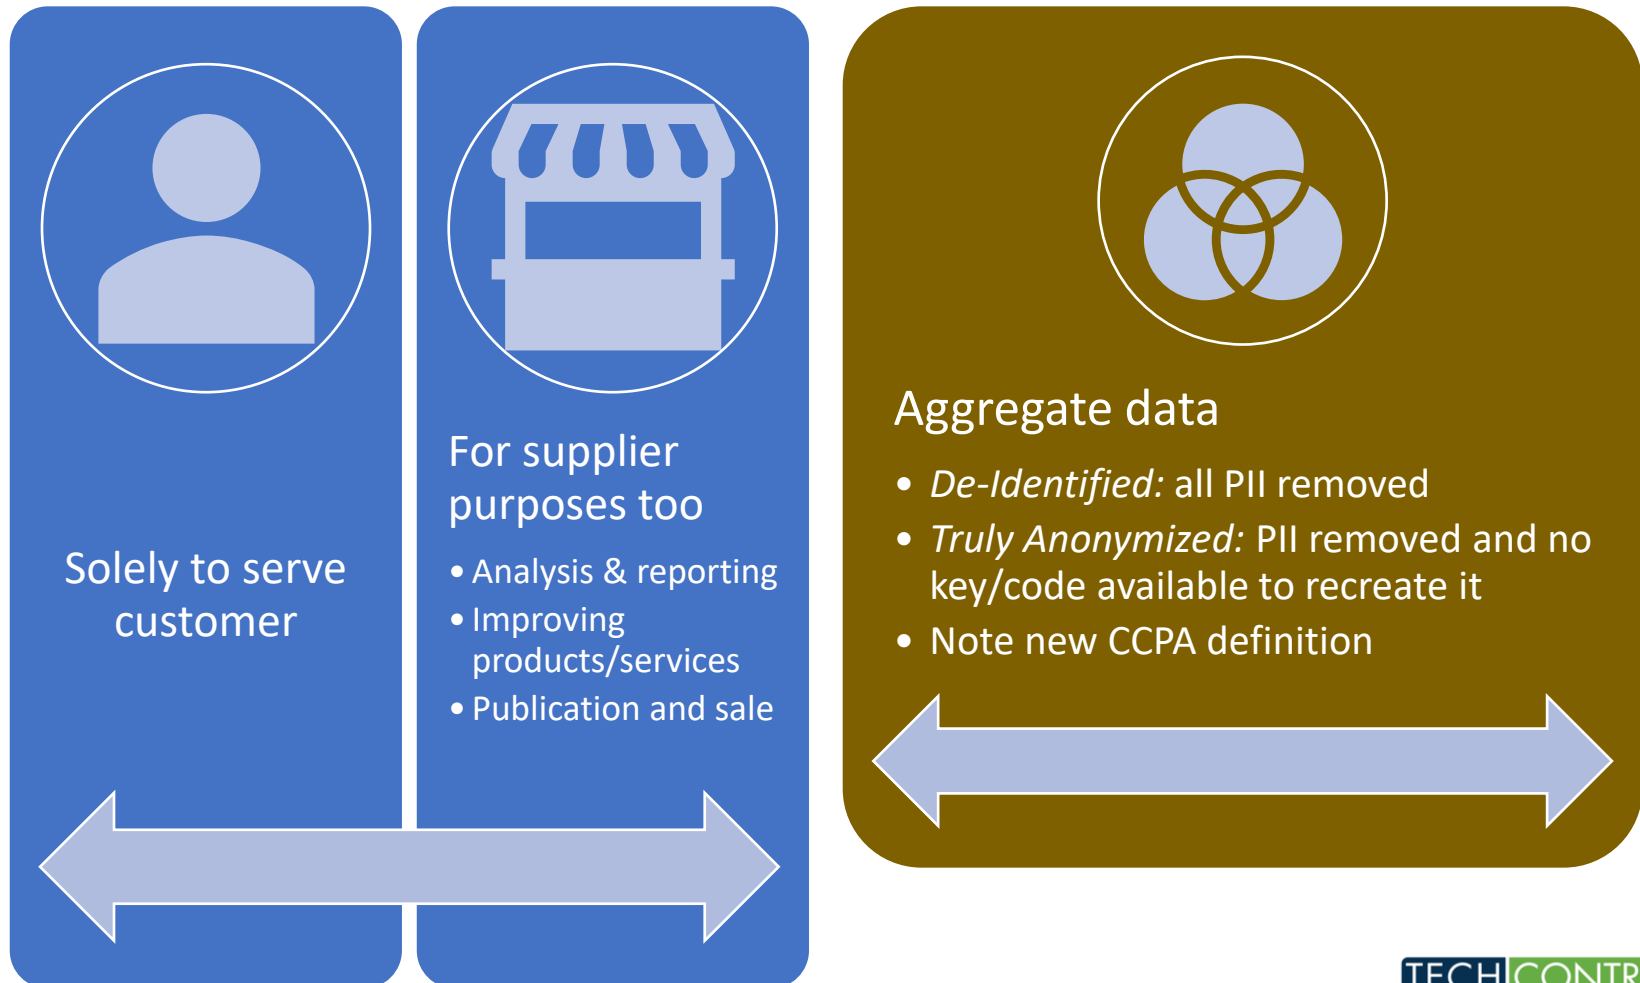 Solely to serve
customer
For supplier
purposes too
• Analysis & reporting
• Improving
products/services
• Publication and sale
Aggregate data
• De-Identified: all PII removed
• Truly Anonymized: PII removed and no
key/code available to recreate it
• Note new CCPA definition
TECH CONTR